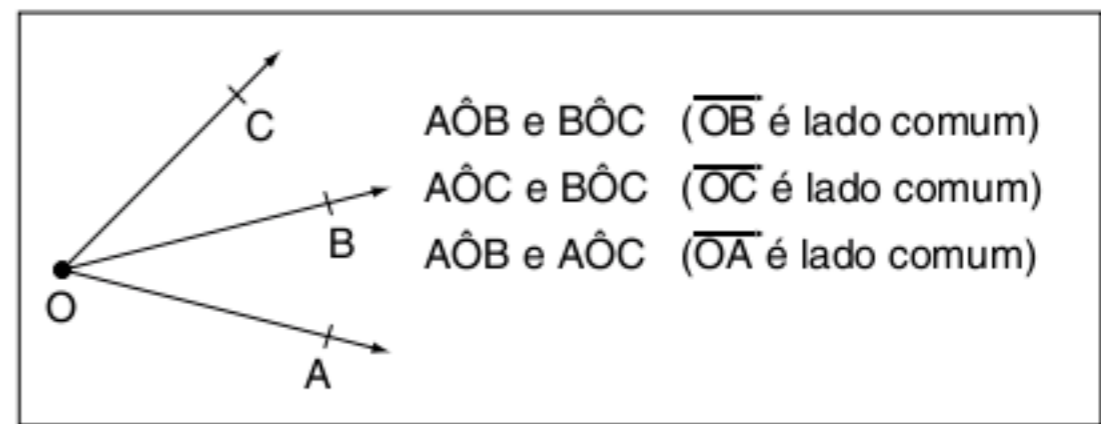 C
B
O
A
AÔB e BÔC (OB é lado comum)
AÔC e BÔC (OC é lado comum)
AÔB e AÔC (OA é lado comum)